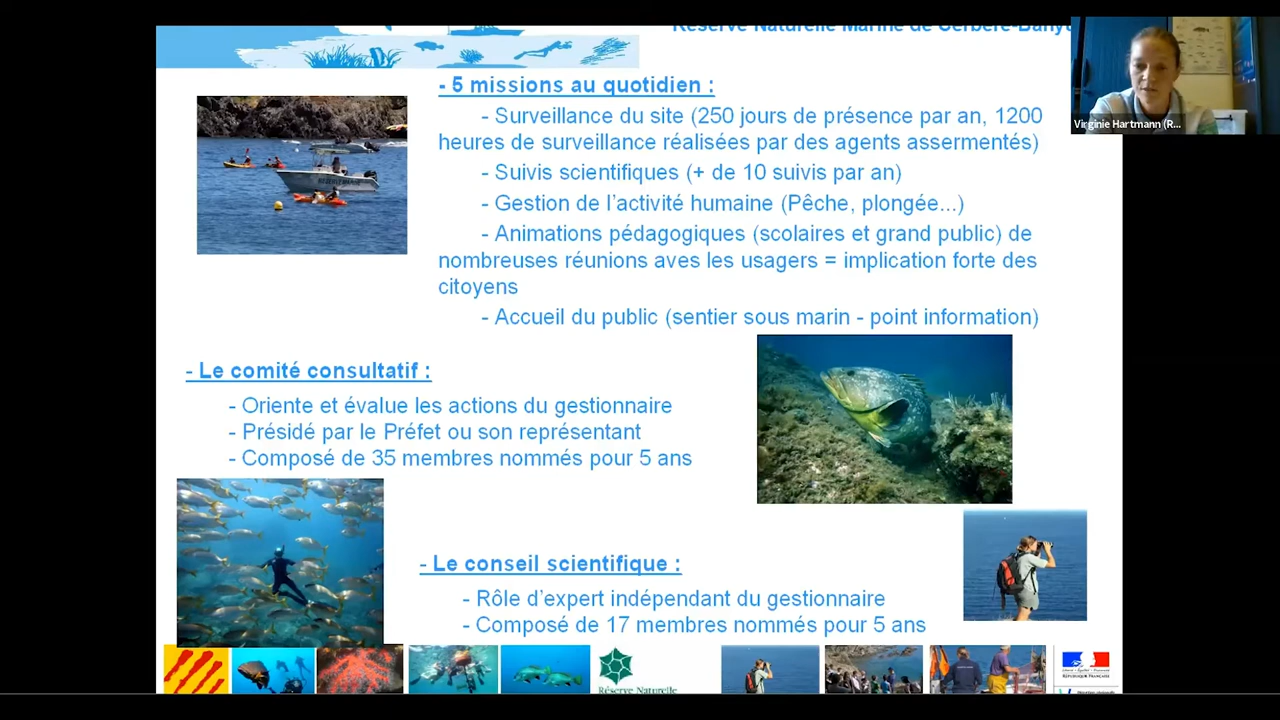 Réserve Naturelle Marine de Cerbère-Banyu
- 5 missions au quotidien :
- Surveillance du site (250 jours de présence par an, 1200
heures de surveillance réalisées par des agents assermentés)
- Suivis scientifiques (+ de 10 suivis par an)
- Gestion de l'activité humaine (Pêche, plongée...)
- Animations pédagogiques (scolaires et grand public) de
nombreuses réunions aves les usagers = implication forte des
citoyens
- Accueil du public (sentier sous marin - point information)
- Le comité consultatif :
- Oriente et évalue les actions du gestionnaire
- Présidé par le Préfet ou son représentant
- Composé de 35 membres nommés pour 5 ans
- Le conseil scientifique :
- Rôle d'expert indépendant du gestionnaire
- Composé de 17 membres nommés pour 5 ans
Virginie Hartmann (R...
Réserve Naturelle
RÉPUBLIQUE FRANÇAISE